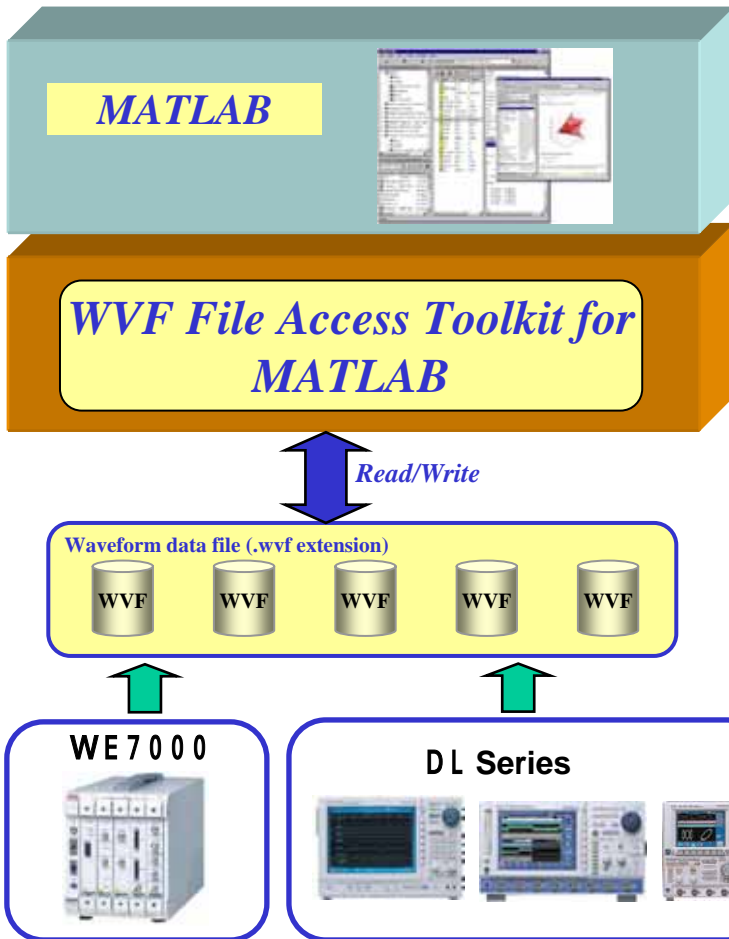 MATLAB
WVF File Access Toolkit for
MATLAB
Read/Write
Waveform data file (.wvf extension)
WVF WVF WVF WVF WVF
WE7000
DL Series